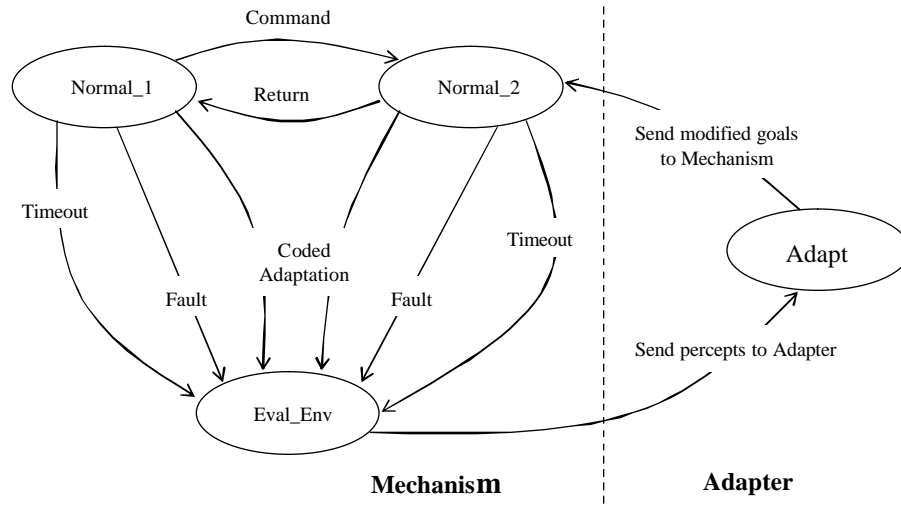 Command
Normal_1
Normal_2
Return
Send modified goals
to Mechanism
Timeout
Coded
Adaptation
Timeout
Adapt
Fault
Fault
Send percepts to Adapter
Eval_Env
Mechanism
Adapter